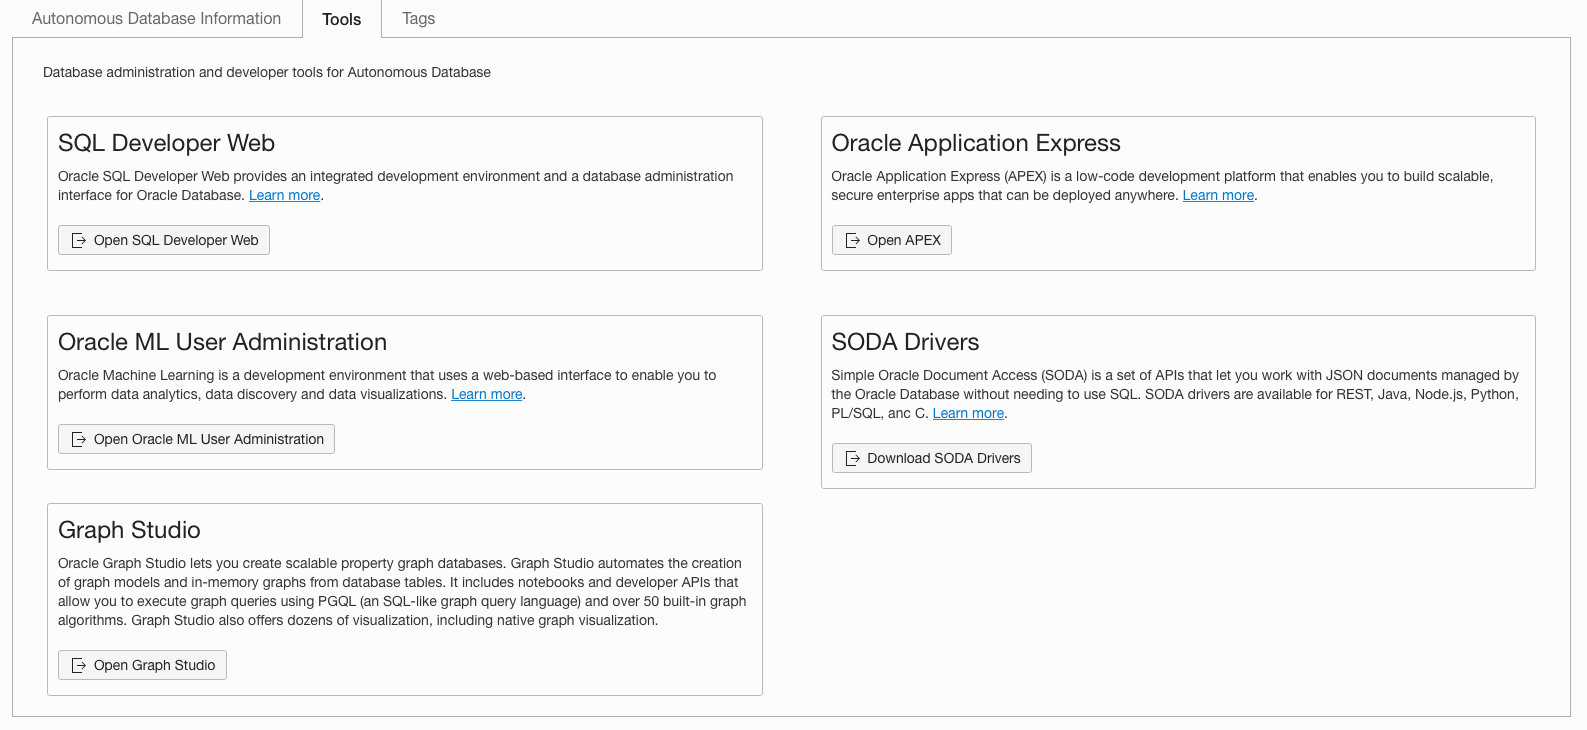 Autonomous Database Information
Tools
Tags
Database administration and developer tools for Autonomous Database
SQL Developer Web
Oracle SQL Developer Web provides an integrated development environment and a database administration
interface for Oracle Database. Learn more.
Open SQL Developer Web
Oracle Application Express
Oracle Application Express (APEX) is a low-code development platform that enables you to build scalable,
secure enterprise apps that can be deployed anywhere. Learn more.
Open APEX
Oracle ML User Administration
Oracle Machine Learning is a development environment that uses a web-based interface to enable you to
perform data analytics, data discovery and data visualizations. Learn more.
Open Oracle ML User Administration
SODA Drivers
Simple Oracle Document Access (SODA) is a set of APIs that let you work with JSON documents managed by
the Oracle Database without needing to use SQL. SODA drivers are available for REST, Java, Node.js, Python,
PL/SQL, anc C. Learn more.
Download SODA Drivers
Graph Studio
Oracle Graph Studio lets you create scalable property graph databases. Graph Studio automates the creation
of graph models and in-memory graphs from database tables. It includes notebooks and developer APIs that
allow you to execute graph queries using PGQL (an SQL-like graph query language) and over 50 built-in graph
algorithms. Graph Studio also offers dozens of visualization, including native graph visualization.
Open Graph Studio